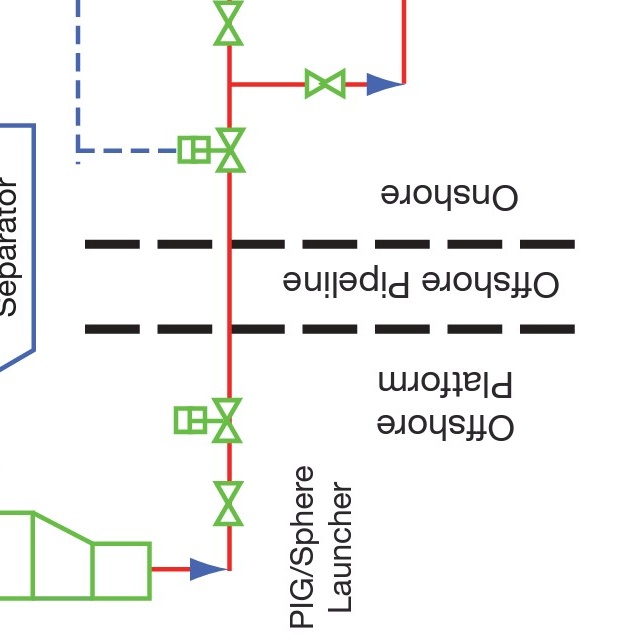 Separator
Onshore
Offshore Pipeline
Offshore
Platform
PIG/Sphere
Launcher